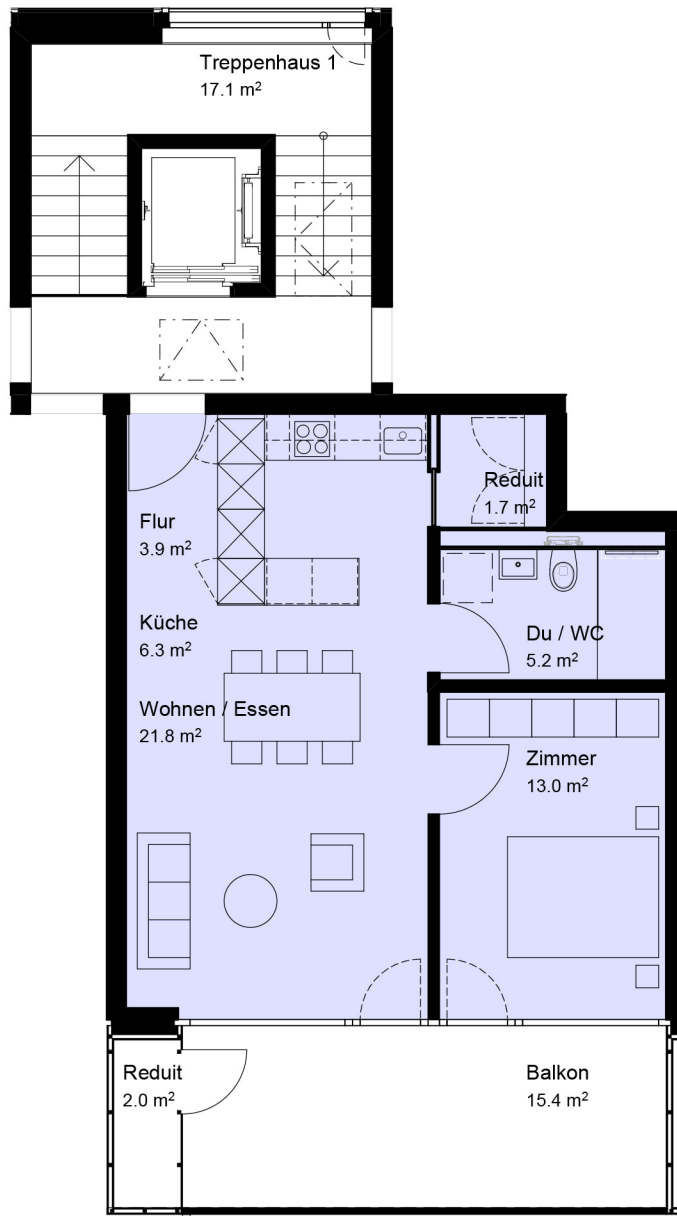 Treppenhaus 1
17.1 m²
Reduit
1.7 m²
Flur
3.9 m²
Küche
6.3 m²
Du / WC
5.2 m²
Wohnen / Essen
21.8 m²
Zimmer
13.0 m²
Reduit
2.0 m²
Balkon
15.4 m²